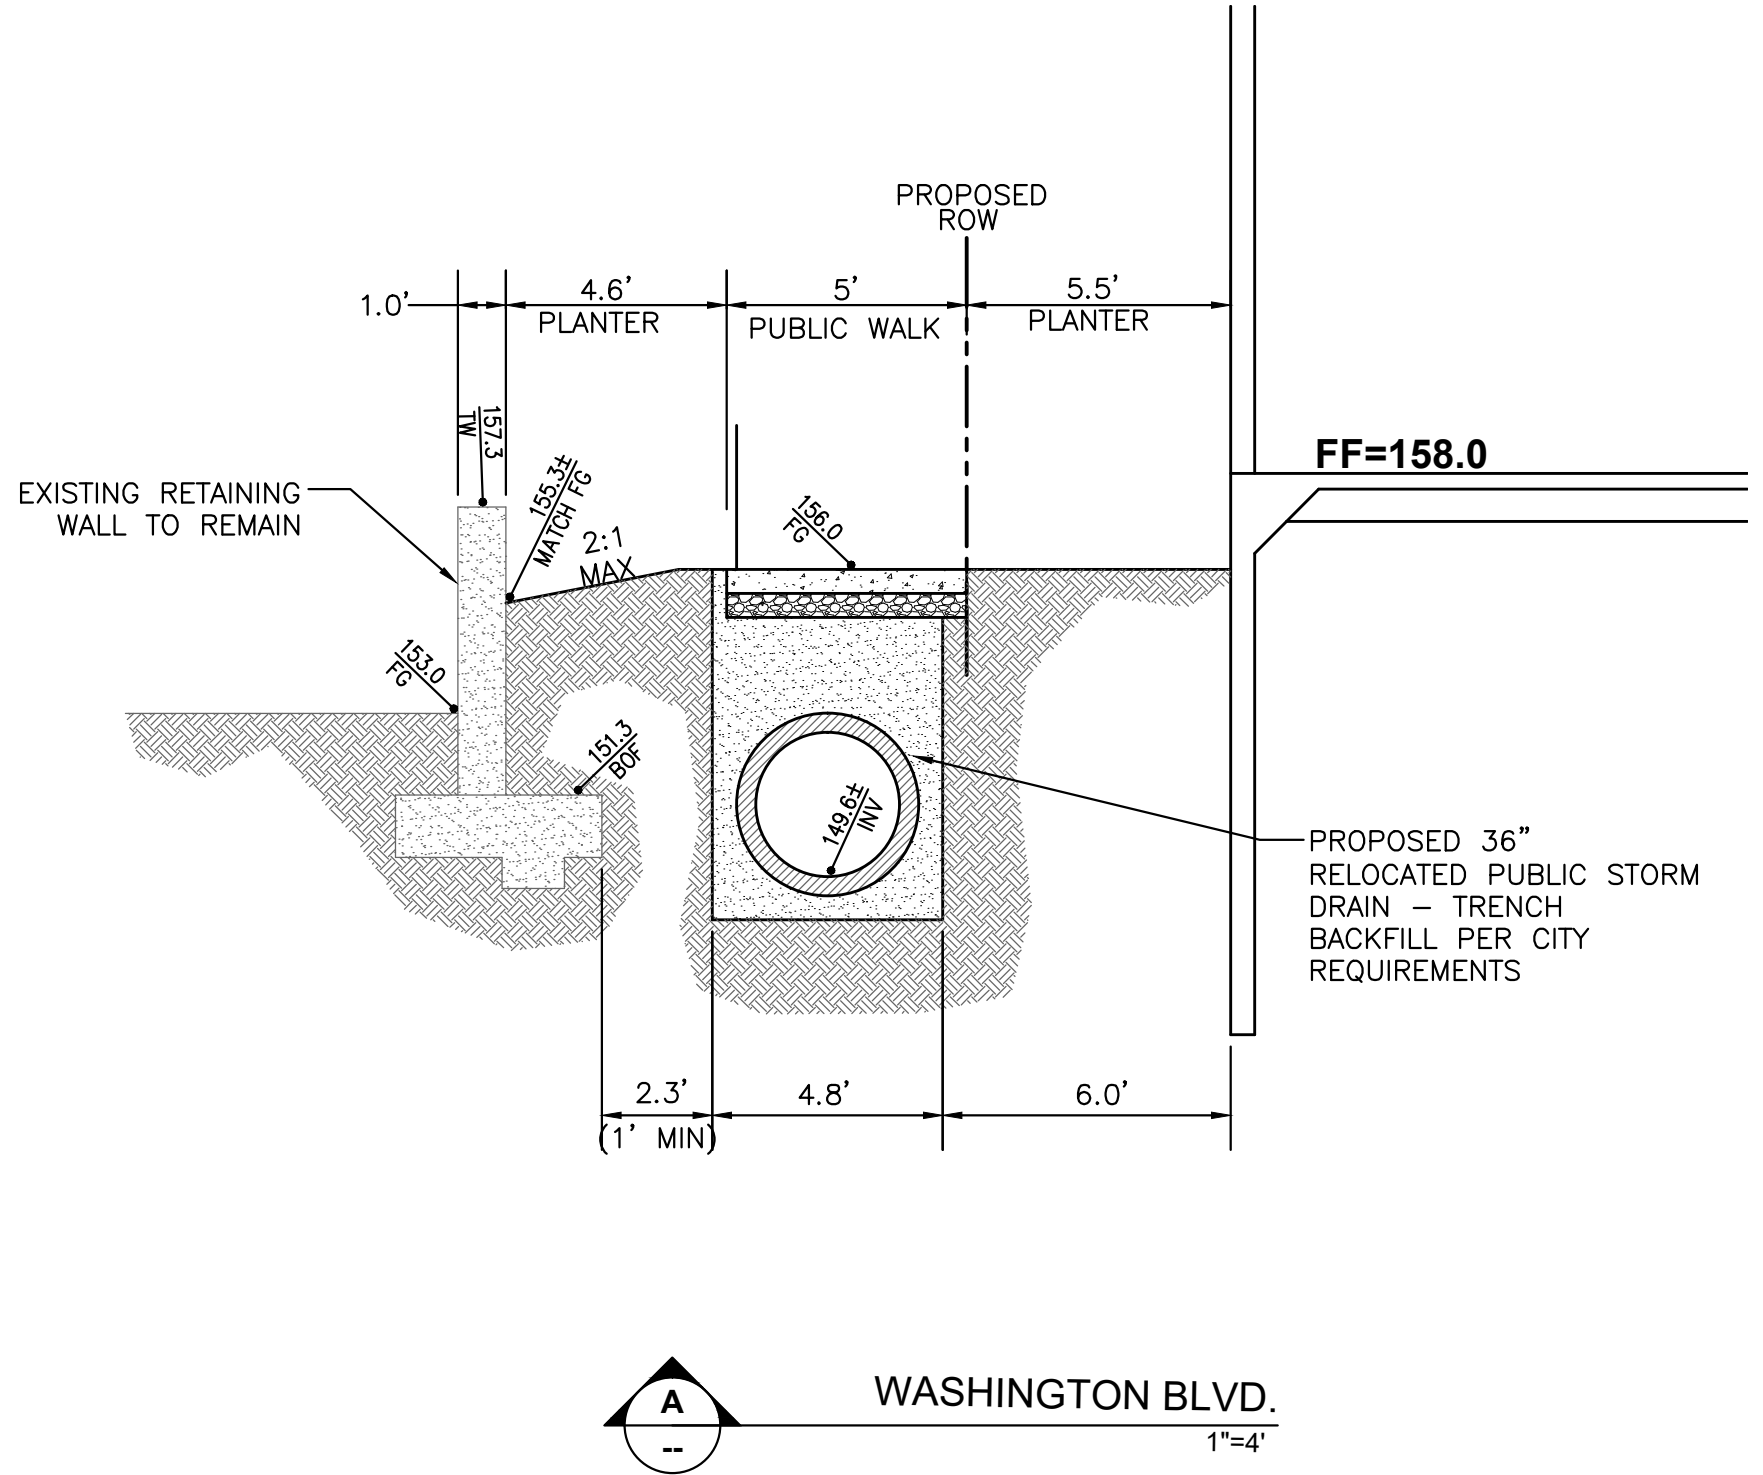 PROPOSED
ROW
1.0'
4.6'
PLANTER
5'
PUBLIC WALK
5.5'
PLANTER
157.3
TW
155.3±
MATCH FG
2:1
MAX
156.0
FG
FF=158.0
EXISTING RETAINING
WALL TO REMAIN
153.0
FG
151.3
BOF
149.6±
INV
PROPOSED 36”
RELOCATED PUBLIC STORM
DRAIN – TRENCH
BACKFILL PER CITY
REQUIREMENTS
2.3'
(1' MIN)
4.8'
6.0'
A
--
WASHINGTON BLVD.
1"=4'